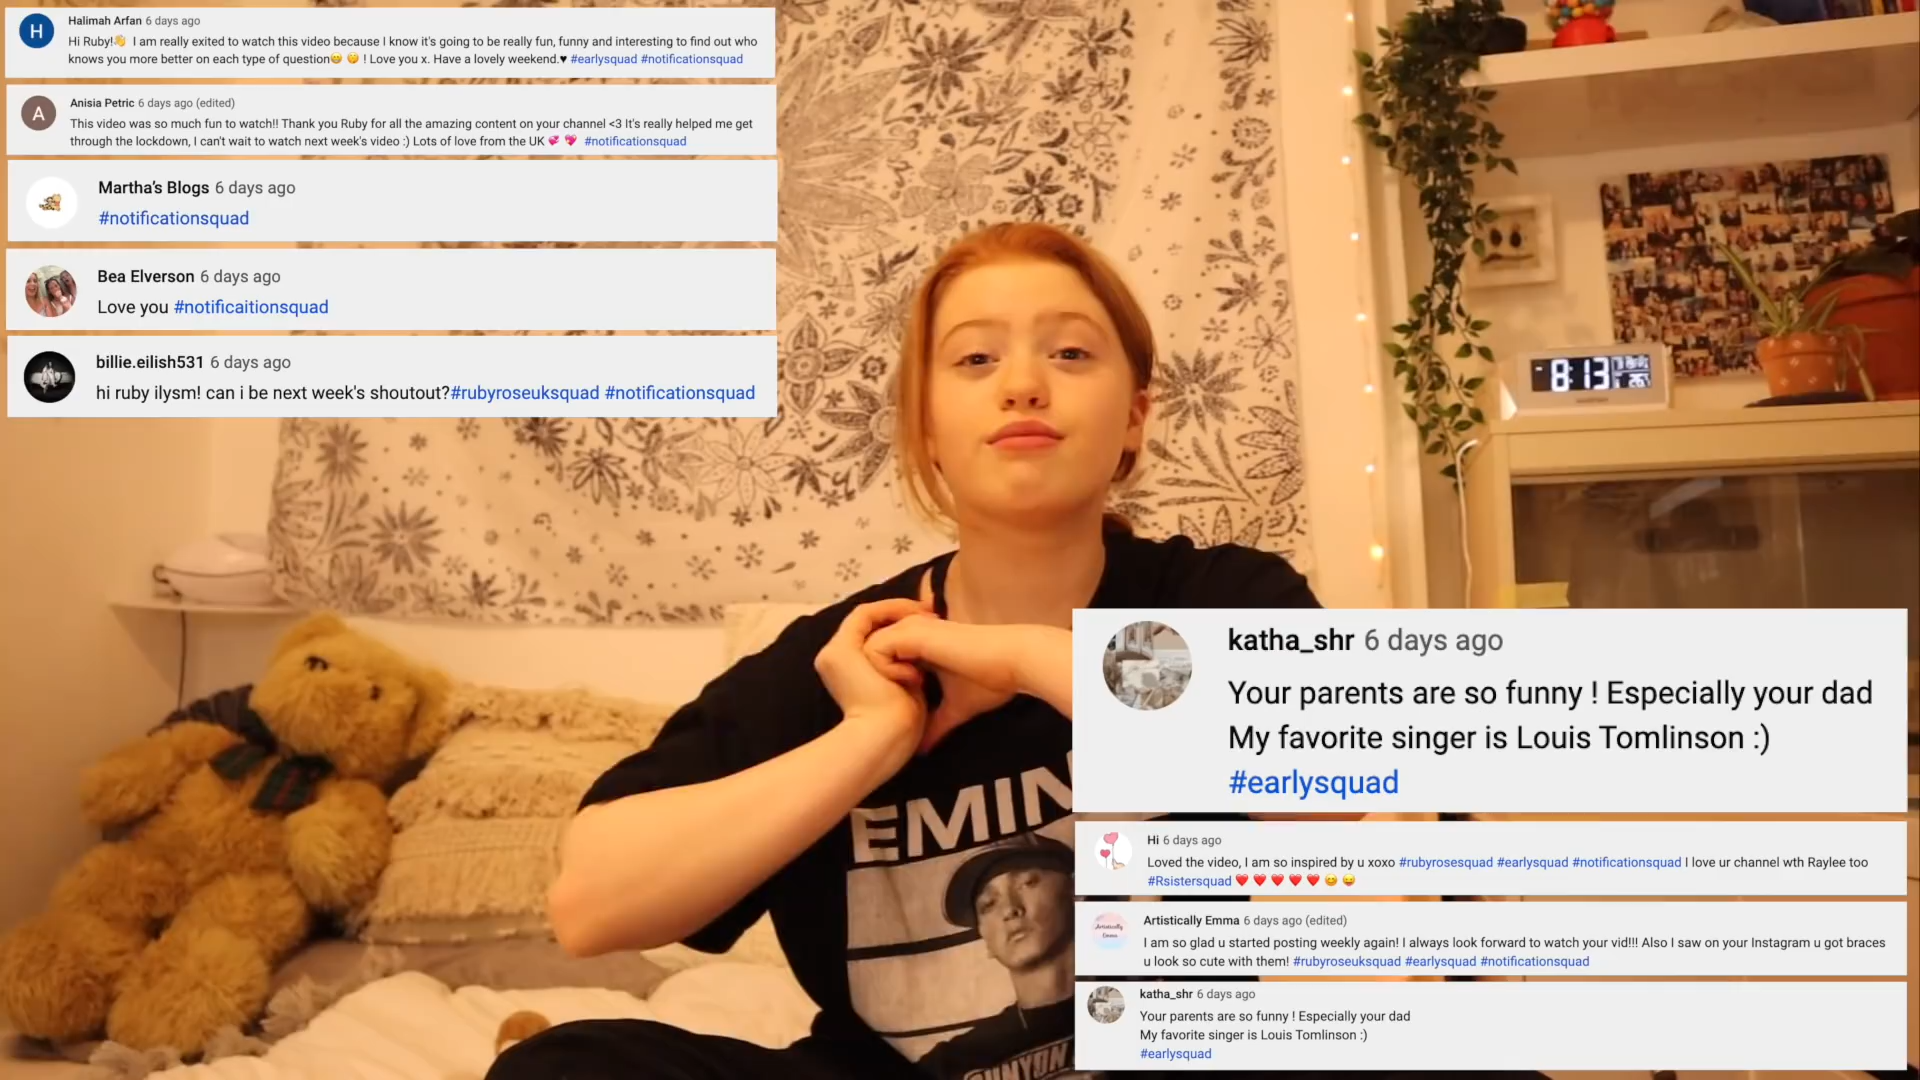 Halimah Arfan 6 days ago
Hi Ruby!👋 I am really exited to watch this video because I know it's going to be really fun, funny and interesting to find out who
knows you more better on each type of question😄 😋 ! Love you x. Have a lovely weekend.♥ #earlysquad #notificationsquad
H
Anisia Petric 6 days ago (edited)
This video was so much fun to watch!! Thank you Ruby for all the amazing content on your channel <3 It's really helped me get
through the lockdown, I can't wait to watch next week's video :) Lots of love from the UK 💞 💖 #notificationsquad
A
Martha's Blogs 6 days ago
#notificationsquad
Bea Elverson 6 days ago
Love you #notificaitionsquad
billie.eilish531 6 days ago
hi ruby ilysm! can i be next week's shoutout?#rubyroseuksquad #notificationsquad
8:13
EMIN
katha_shr 6 days ago
Your parents are so funny ! Especially your dad
My favorite singer is Louis Tomlinson :)
#earlysquad
Hi 6 days ago
Loved the video, I am so inspired by u xoxo #rubyrosesquad #earlysquad #notificationsquad I love ur channel wth Raylee too
#Rsistersquad ❤ ❤ ❤ ❤ ❤ 😊 😜
Artistically Emma 6 days ago (edited)
I am so glad u started posting weekly again! I always look forward to watch your vid!!! Also I saw on your Instagram u got braces
u look so cute with them! #rubyroseuksquad #earlysquad #notificationsquad
Artistically
Emma
katha_shr 6 days ago
Your parents are so funny ! Especially your dad
My favorite singer is Louis Tomlinson :)
#earlysquad